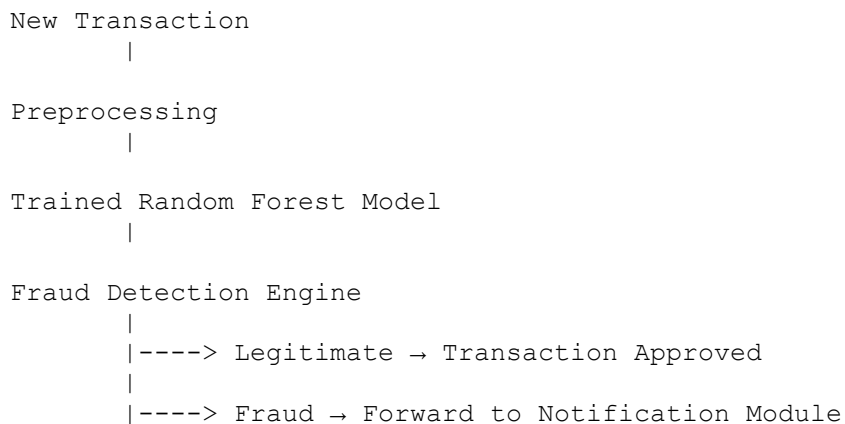 New Transaction
|
Preprocessing
|
Trained Random Forest Model
|
Fraud Detection Engine
|
|----> Legitimate → Transaction Approved
|
|----> Fraud → Forward to Notification Module